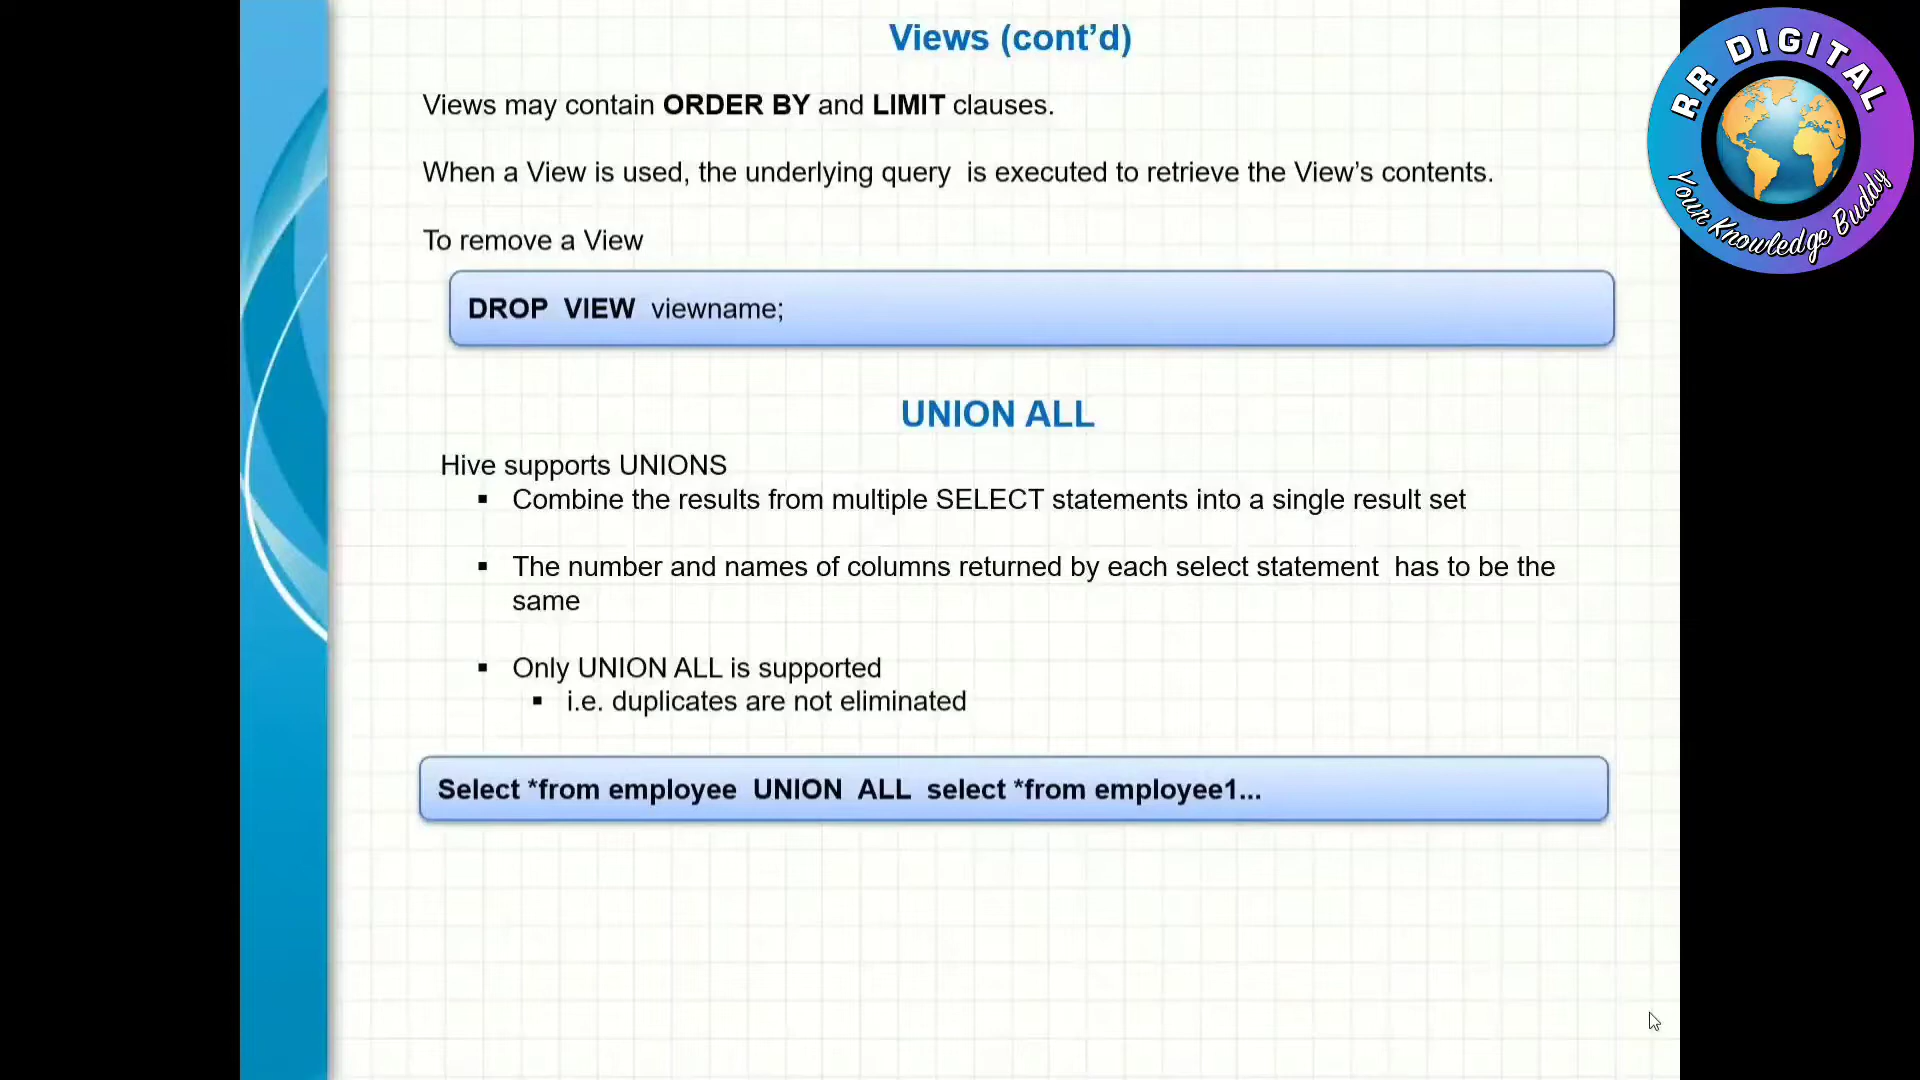 Views (cont’d)
RR DIGITAL
Your Knowledge Buddy
Views may contain ORDER BY and LIMIT clauses.
When a View is used, the underlying query is executed to retrieve the View’s contents.
To remove a View
DROP VIEW viewname;
UNION ALL
Hive supports UNIONS
▪ Combine the results from multiple SELECT statements into a single result set
▪ The number and names of columns returned by each select statement has to be the
same
▪ Only UNION ALL is supported
▪ i.e. duplicates are not eliminated
Select *from employee UNION ALL select *from employee1...